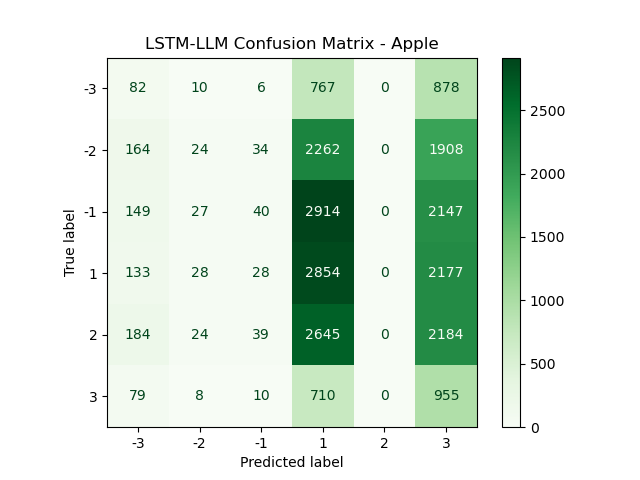 LSTM-LLM Confusion Matrix - Apple
-3 82 10 6 767 0 878
-2 164 24 34 2262 0 1908
-1 149 27 40 2914 0 2147
1 133 28 28 2854 0 2177
2 184 24 39 2645 0 2184
3 79 8 10 710 0 955
-3 -2 -1 1 2 3
Predicted label
True label
2500
2000
1500
1000
500
0